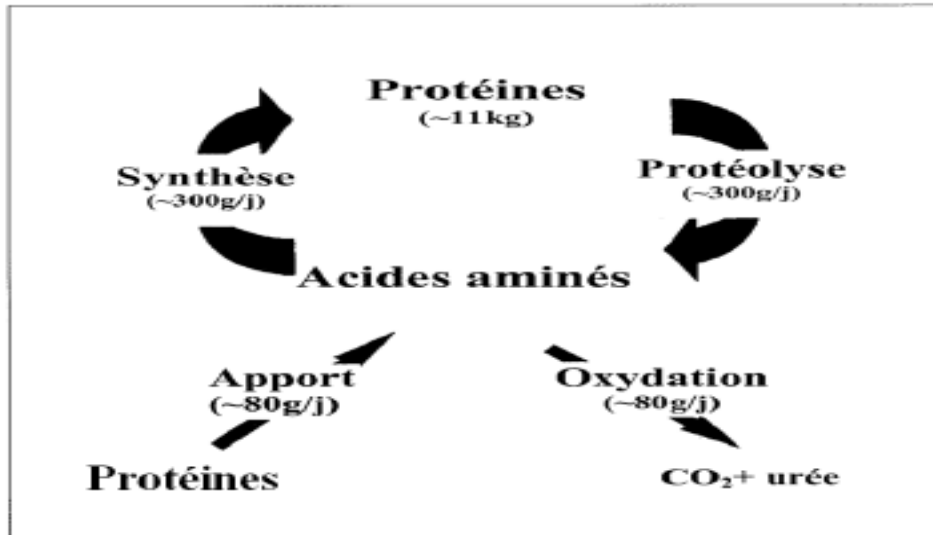 Protéines
(~11kg)
Synthèse
(~300g/j)
Protéolyse
(~300g/j)
Acides aminés
Apport
(~80g/j)
Oxydation
(~80g/j)
Protéines
CO₂+ urée